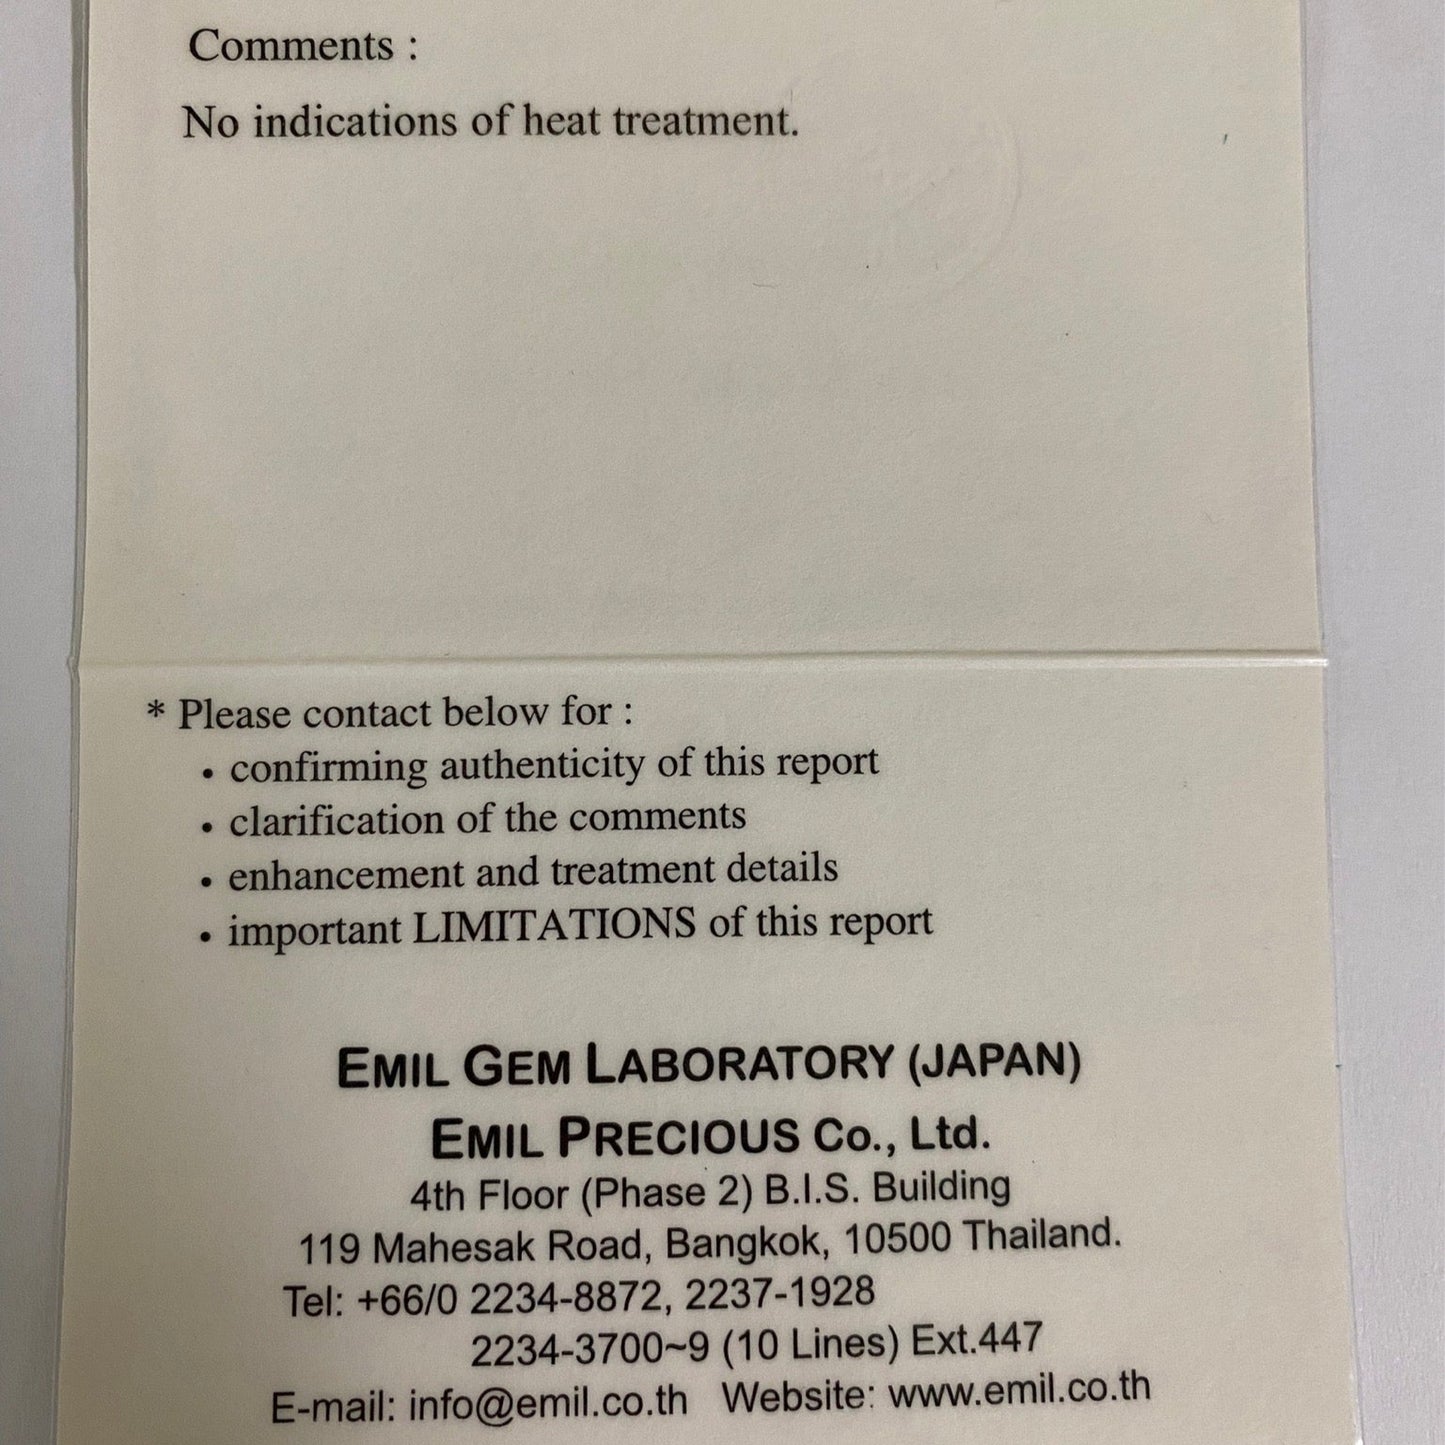 Comments :
No indications of heat treatment.
* Please contact below for :
• confirming authenticity of this report
• clarification of the comments
• enhancement and treatment details
• important LIMITATIONS of this report
EMIL GEM LABORATORY (JAPAN)
EMIL PRECIOUS Co., Ltd.
4th Floor (Phase 2) B.I.S. Building
119 Mahesak Road, Bangkok, 10500 Thailand.
Tel: +66/0 2234-8872, 2237-1928
2234-3700~9 (10 Lines) Ext.447
E-mail: info@emil.co.th Website: www.emil.co.th